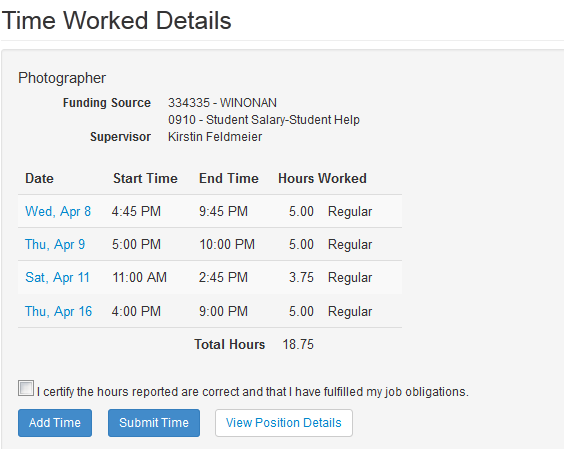 Time Worked Details
Photographer
Funding Source 334335 - WINONAN
0910 - Student Salary-Student Help
Supervisor Kirstin Feldmeier
Date Start Time End Time Hours Worked
Wed, Apr 8 4:45 PM 9:45 PM 5.00 Regular
Thu, Apr 9 5:00 PM 10:00 PM 5.00 Regular
Sat, Apr 11 11:00 AM 2:45 PM 3.75 Regular
Thu, Apr 16 4:00 PM 9:00 PM 5.00 Regular
Total Hours 18.75
I certify the hours reported are correct and that I have fulfilled my job obligations.
Add Time Submit Time View Position Details